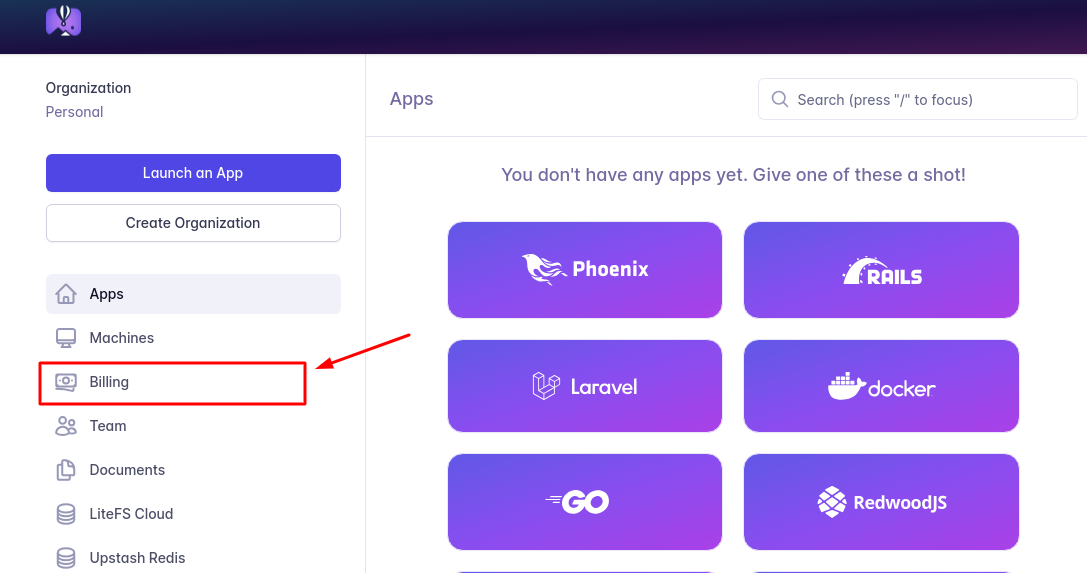 Organization
Personal
Launch an App
Create Organization
Apps
Machines
Billing
Team
Documents
LiteFS Cloud
Upstash Redis
Apps
Search (press "/" to focus)
You don't have any apps yet. Give one of these a shot!
Phoenix
RAILS
Laravel
docker
GO
RedwoodJS